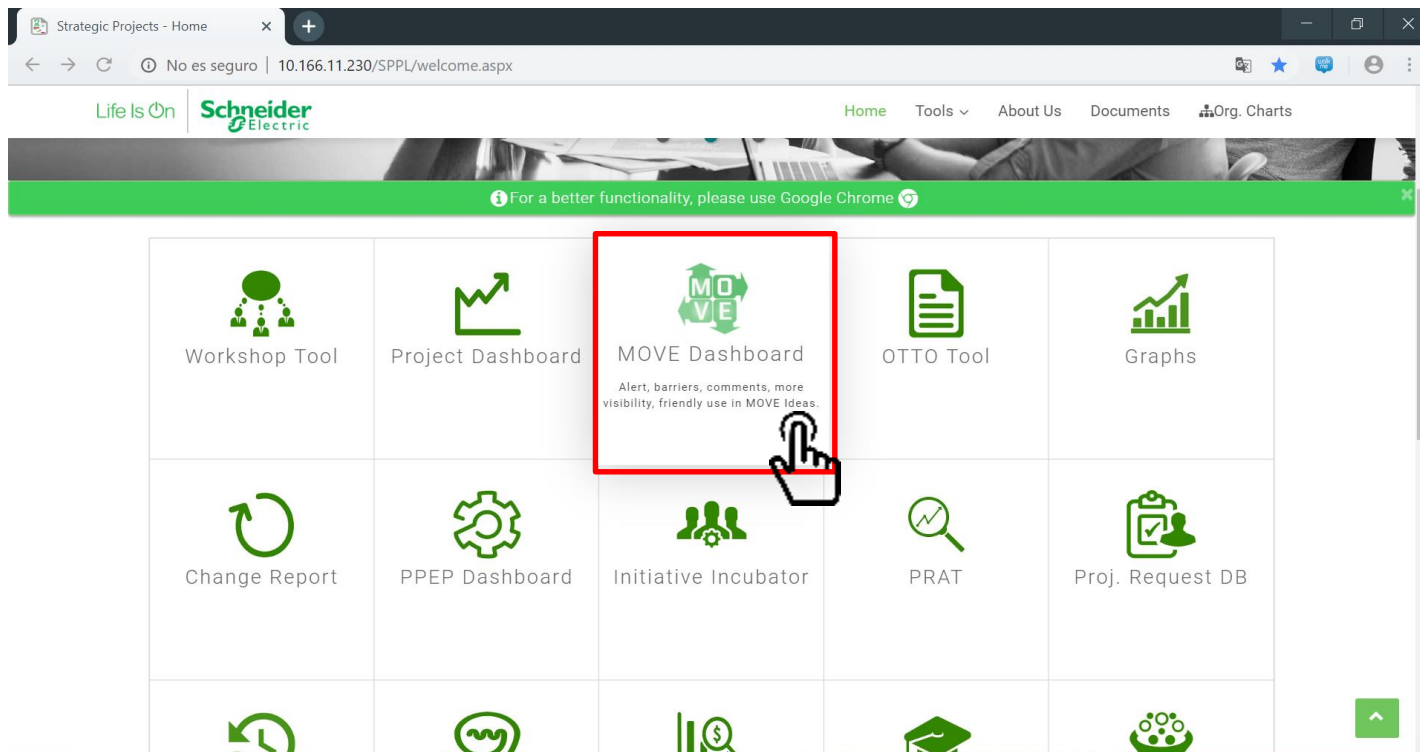 Strategic Projects - Home
No es seguro | 10.166.11.230/SPPL/welcome.aspx
Life Is On | Schneider Electric
Home Tools About Us Documents Org. Charts
For a better functionality, please use Google Chrome
Workshop Tool
Project Dashboard
MOVE
MOVE Dashboard
Alert, barriers, comments, more
visibility, friendly use in MOVE Ideas.
OTTO Tool
Graphs
Change Report
PPEP Dashboard
Initiative Incubator
PRAT
Proj. Request DB